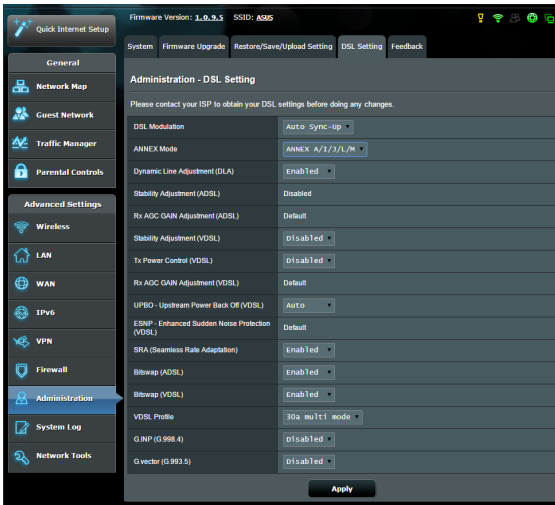 Quick Internet Setup
General
Network Map
Guest Network
Traffic Manager
Parental Controls
Advanced Settings
Wireless
LAN
WAN
IPv6
VPN
Firewall
Administration
System Log
Network Tools
Firmware Version: 1.0.9.5 SSID: ASUS
System Firmware Upgrade Restore/Save/Upload Setting DSL Setting Feedback
Administration - DSL Setting
Please contact your ISP to obtain your DSL settings before doing any changes.
DSL Modulation Auto Sync-Up
ANNEX Mode ANNEX A/I/J/L/M
Dynamic Line Adjustment (DLA) Enabled
Stability Adjustment (ADSL) Disabled
Rx AGC GAIN Adjustment (ADSL) Default
Stability Adjustment (VDSL) Disabled
Tx Power Control (VDSL) Disabled
Rx AGC GAIN Adjustment (VDSL) Default
UPBO - Upstream Power Back Off (VDSL) Auto
ESNP - Enhanced Sudden Noise Protection
(VDSL) Default
SRA (Seamless Rate Adaptation) Enabled
Bitswap (ADSL) Enabled
Bitswap (VDSL) Enabled
VDSL Profile 30a multi mode
G.INP (G.998.4) Disabled
G.vector (G.993.5) Disabled
Apply